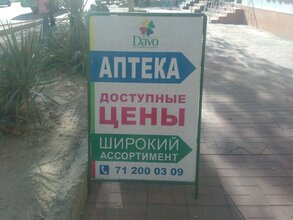 Davo
АПТЕКА
ДОСТУПНЫЕ
ЦЕНЫ
ШИРОКИЙ
АССОРТИМЕНТ
71 200 03 09